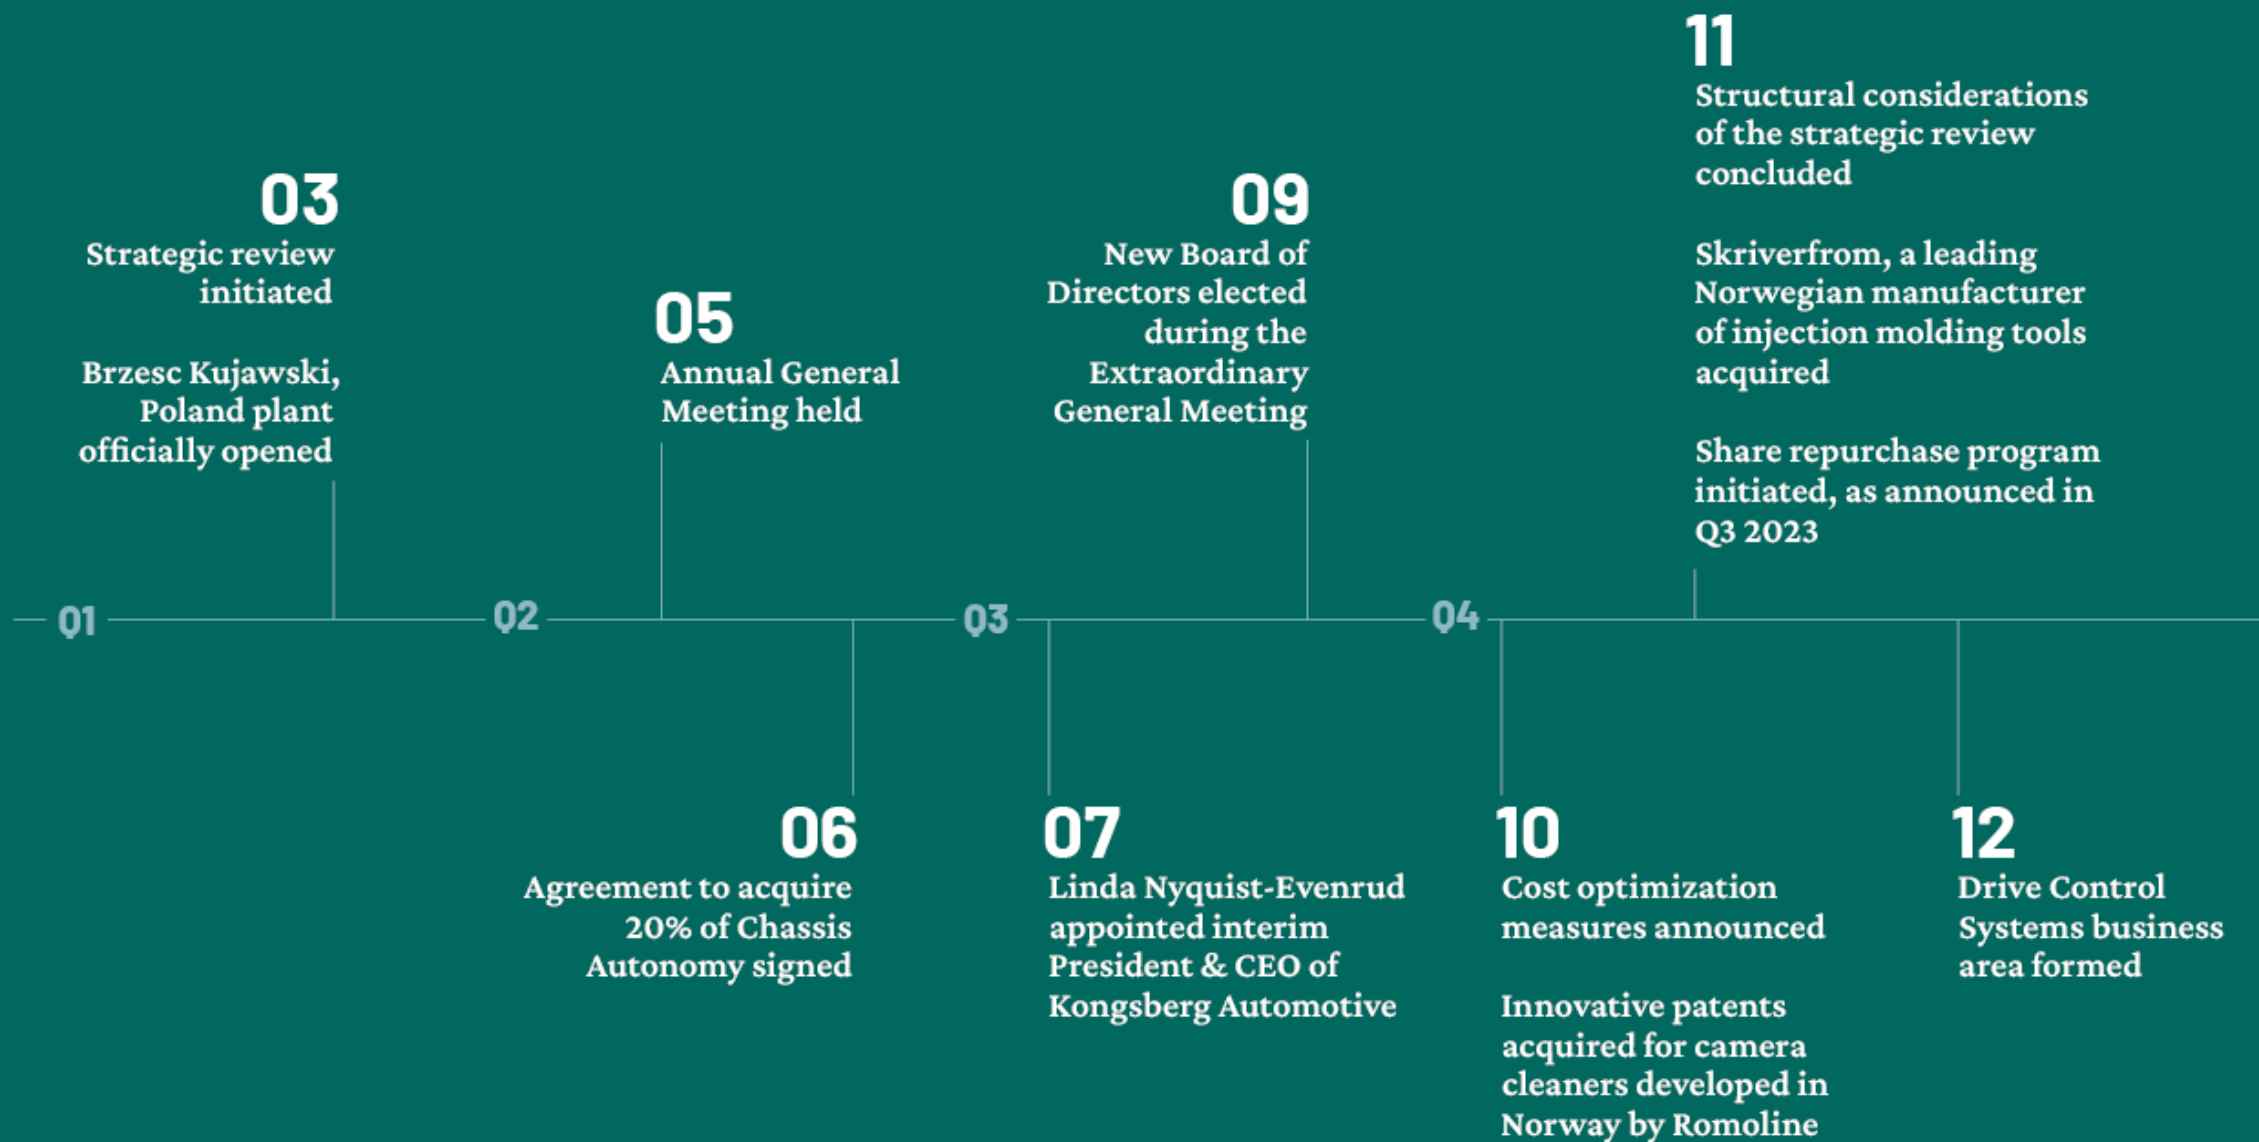 03
Strategic review
initiated
Brzesc Kujawski,
Poland plant
officially opened
05
Annual General
Meeting held
09
New Board of
Directors elected
during the
Extraordinary
General Meeting
11
Structural considerations
of the strategic review
concluded
Skriverfrom, a leading
Norwegian manufacturer
of injection molding tools
acquired
Share repurchase program
initiated, as announced in
Q3 2023
Q1
Q2
Q3
Q4
06
Agreement to acquire
20% of Chassis
Autonomy signed
07
Linda Nyquist-Evenrud
appointed interim
President & CEO of
Kongsberg Automotive
10
Cost optimization
measures announced
Innovative patents
acquired for camera
cleaners developed in
Norway by Romoline
12
Drive Control
Systems business
area formed